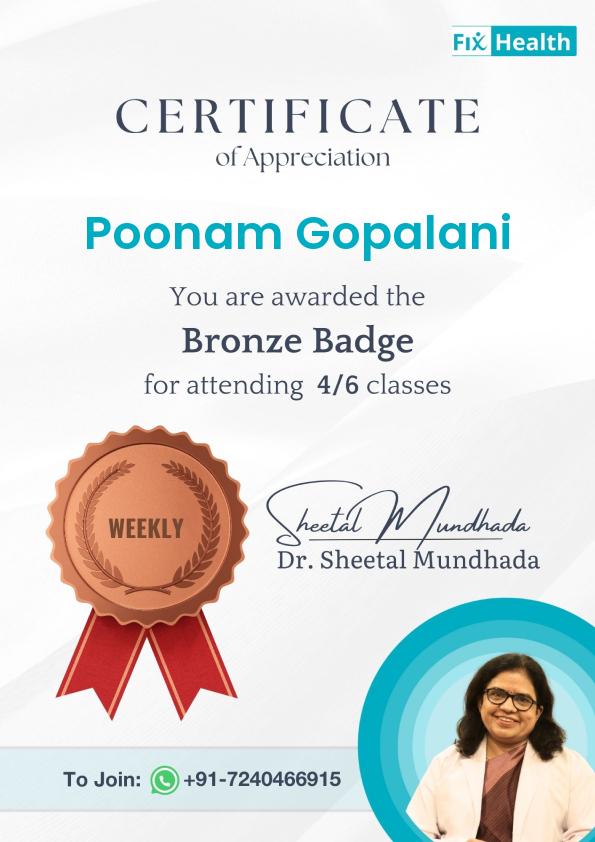 Fix Health
CERTIFICATE
of Appreciation
Poonam Gopalani
You are awarded the
Bronze Badge
for attending 4/6 classes
WEEKLY
Sheetal Mundhada
Dr. Sheetal Mundhada
To Join: +91-7240466915